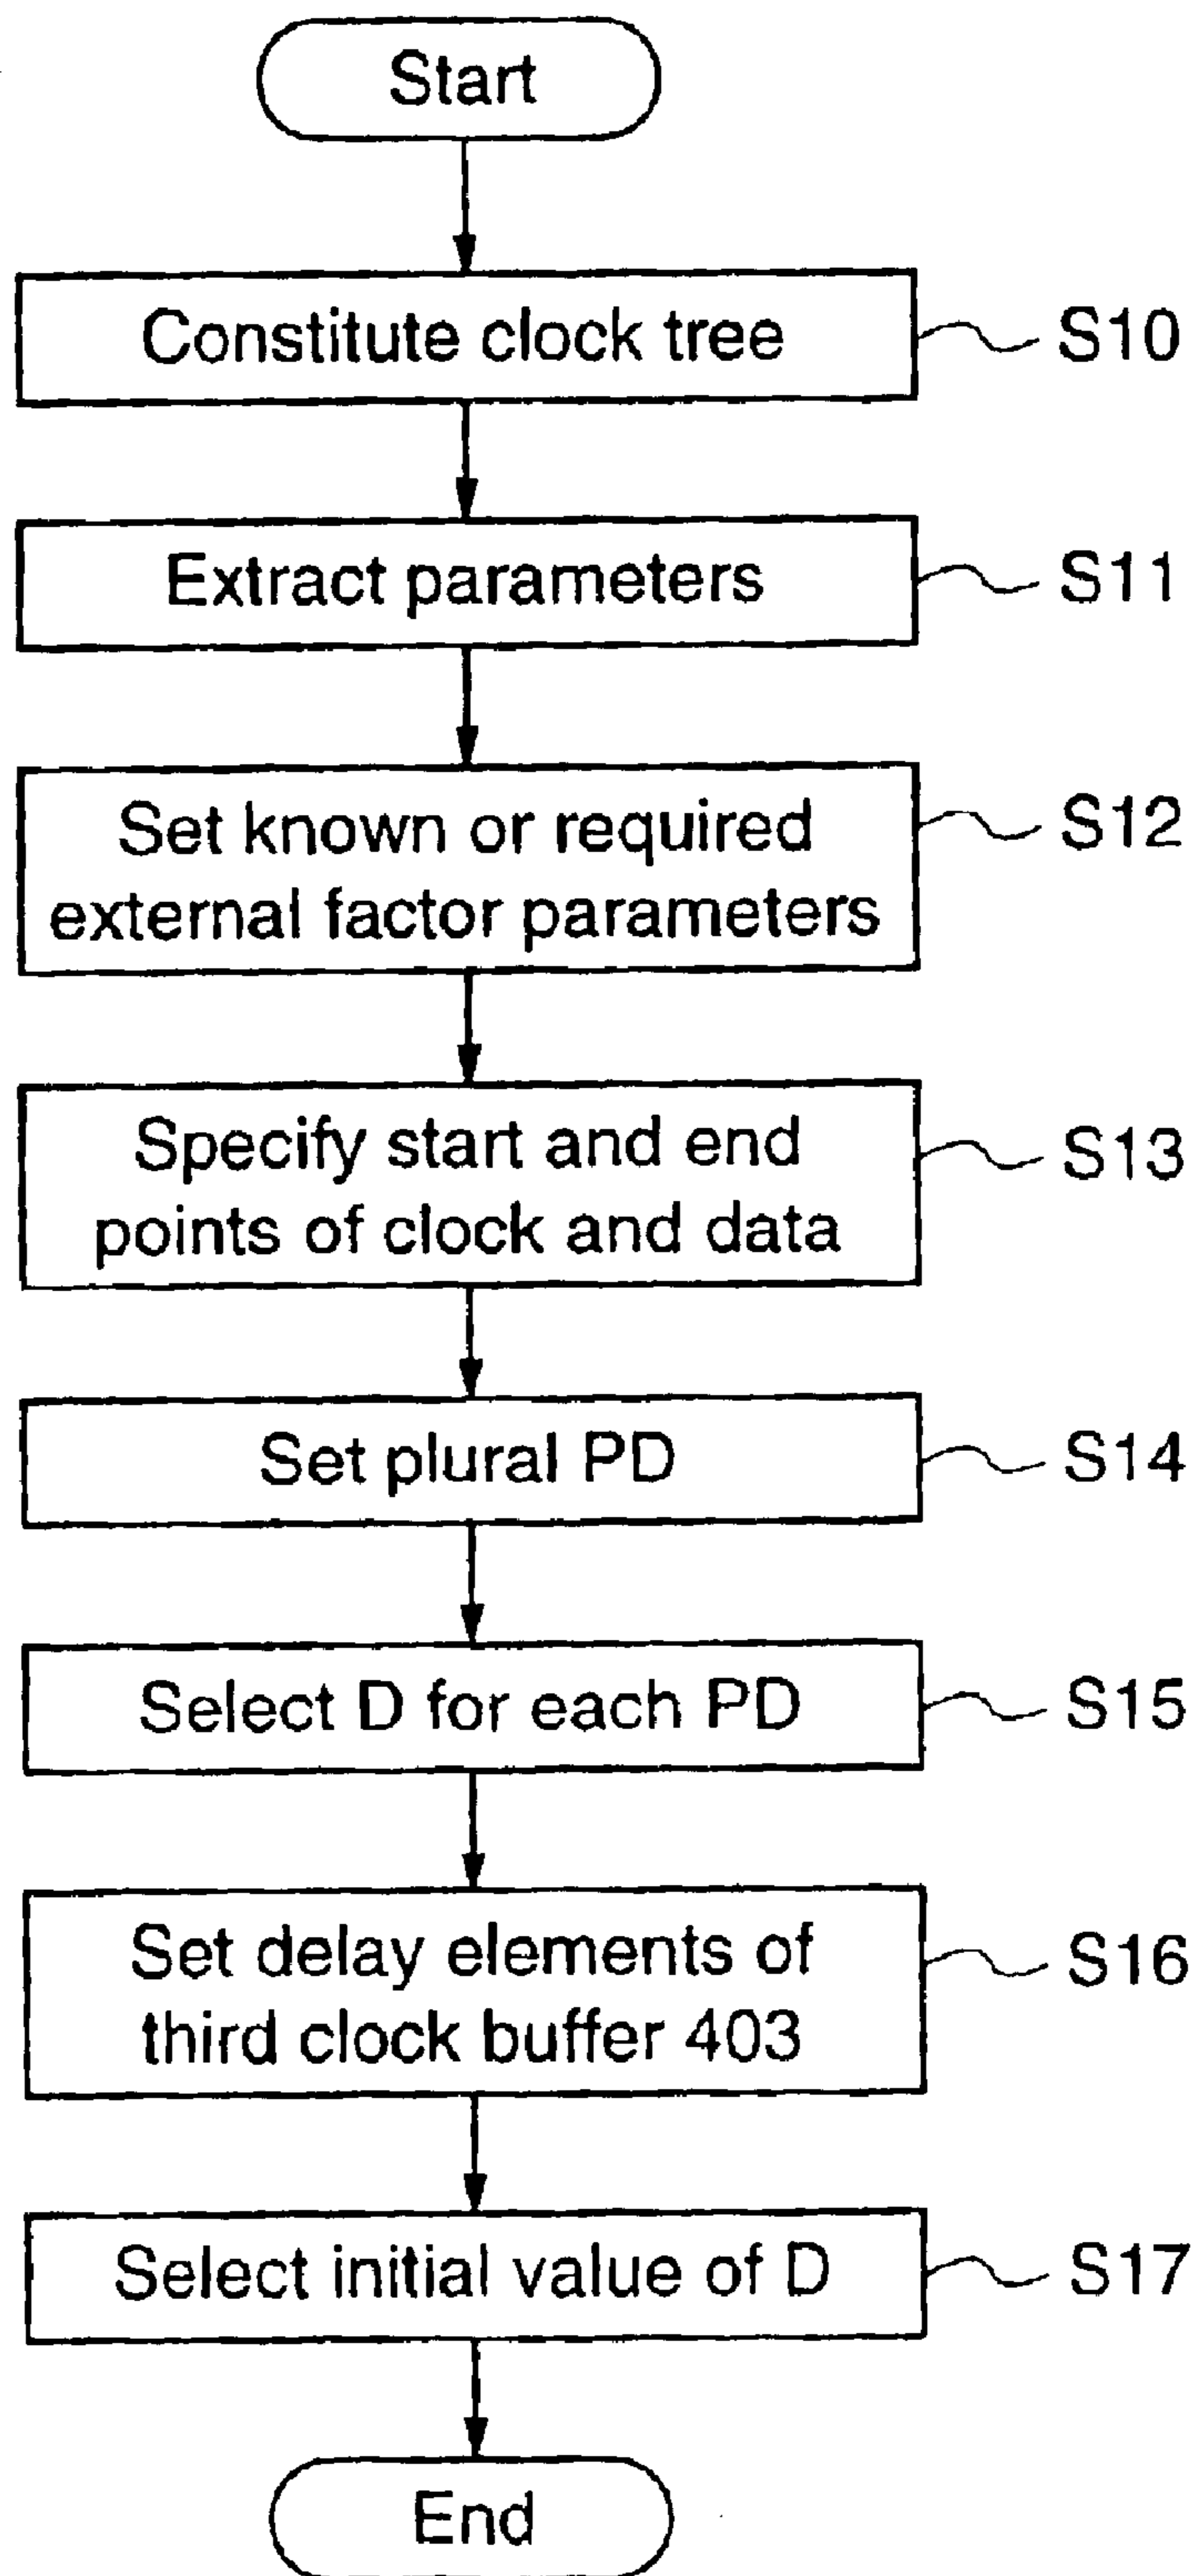 Start
Constitute clock tree
S10
Extract parameters
S11
Set known or required
external factor parameters
S12
Specify start and end
points of clock and data
S13
Set plural PD
S14
Select D for each PD
S15
Set delay elements of
third clock buffer 403
S16
Select initial value of D
S17
End